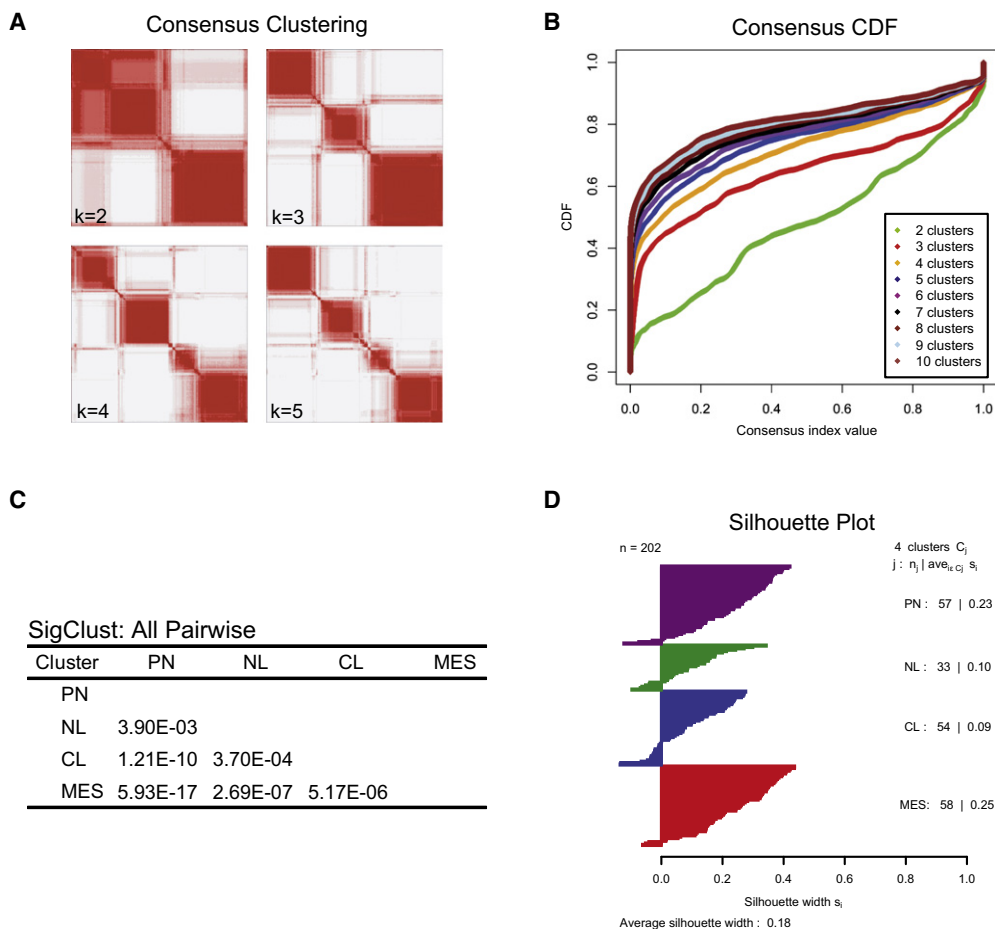 A
Consensus Clustering
k=2
k=3
k=4
k=5
B
Consensus CDF
CDF
0.0
0.2
0.4
0.6
0.8
1.0
2 clusters
3 clusters
4 clusters
5 clusters
6 clusters
7 clusters
8 clusters
9 clusters
10 clusters
0.0 0.2 0.4 0.6 0.8 1.0
Consensus index value
C
SigClust: All Pairwise
Cluster PN NL CL MES
PN
NL 3.90E-03
CL 1.21E-10 3.70E-04
MES 5.93E-17 2.69E-07 5.17E-06
D
Silhouette Plot
n = 202
4 clusters Cj
j : nj | aveiε Cj si
PN : 57 | 0.23
NL : 33 | 0.10
CL : 54 | 0.09
MES: 58 | 0.25
0.0 0.2 0.4 0.6 0.8 1.0
Silhouette width si
Average silhouette width : 0.18